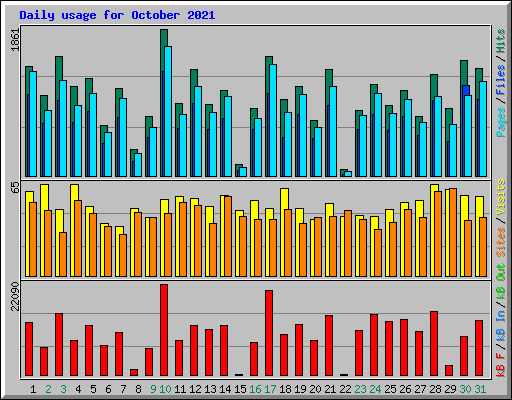 Daily usage for October 2021
1861
Pages / Files / Hits
65
Sites / Visits
22090
kB F / kB In / kB Out
1 2 3 4 5 6 7 8 9 10 11 12 13 14 15 16 17 18 19 20 21 22 23 24 25 26 27 28 29 30 31